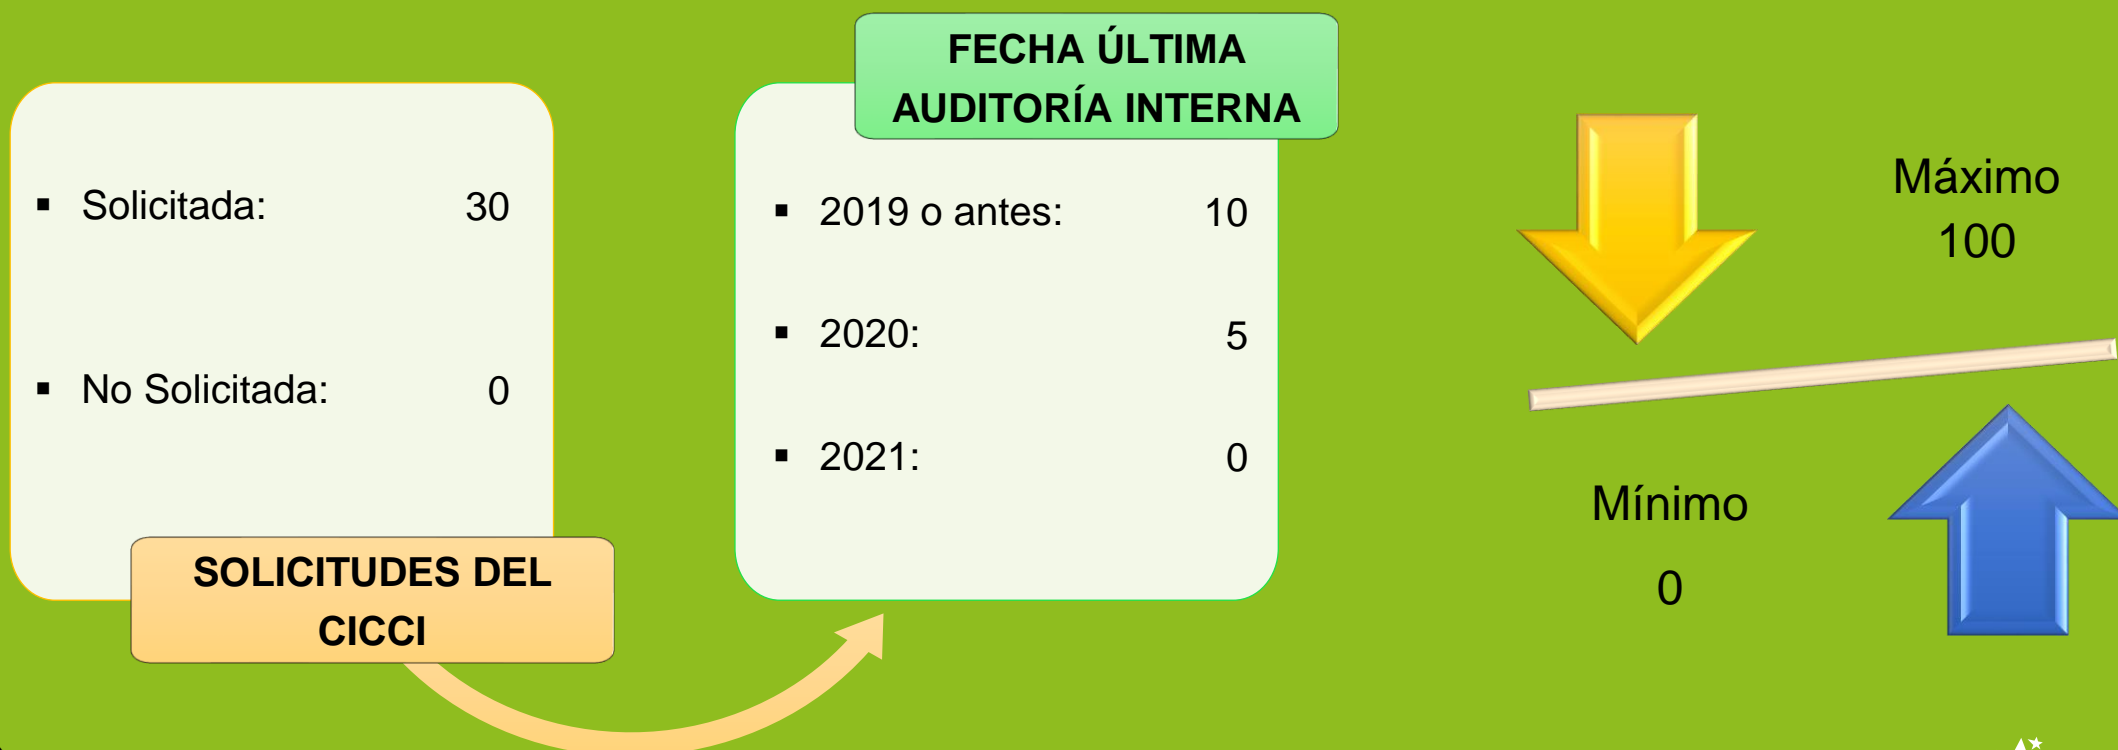 ▪ Solicitada: 30
▪ No Solicitada: 0
SOLICITUDES DEL
CICCI
FECHA ÚLTIMA
AUDITORÍA INTERNA
▪ 2019 o antes: 10
▪ 2020: 5
▪ 2021: 0
Máximo
100
Mínimo
0